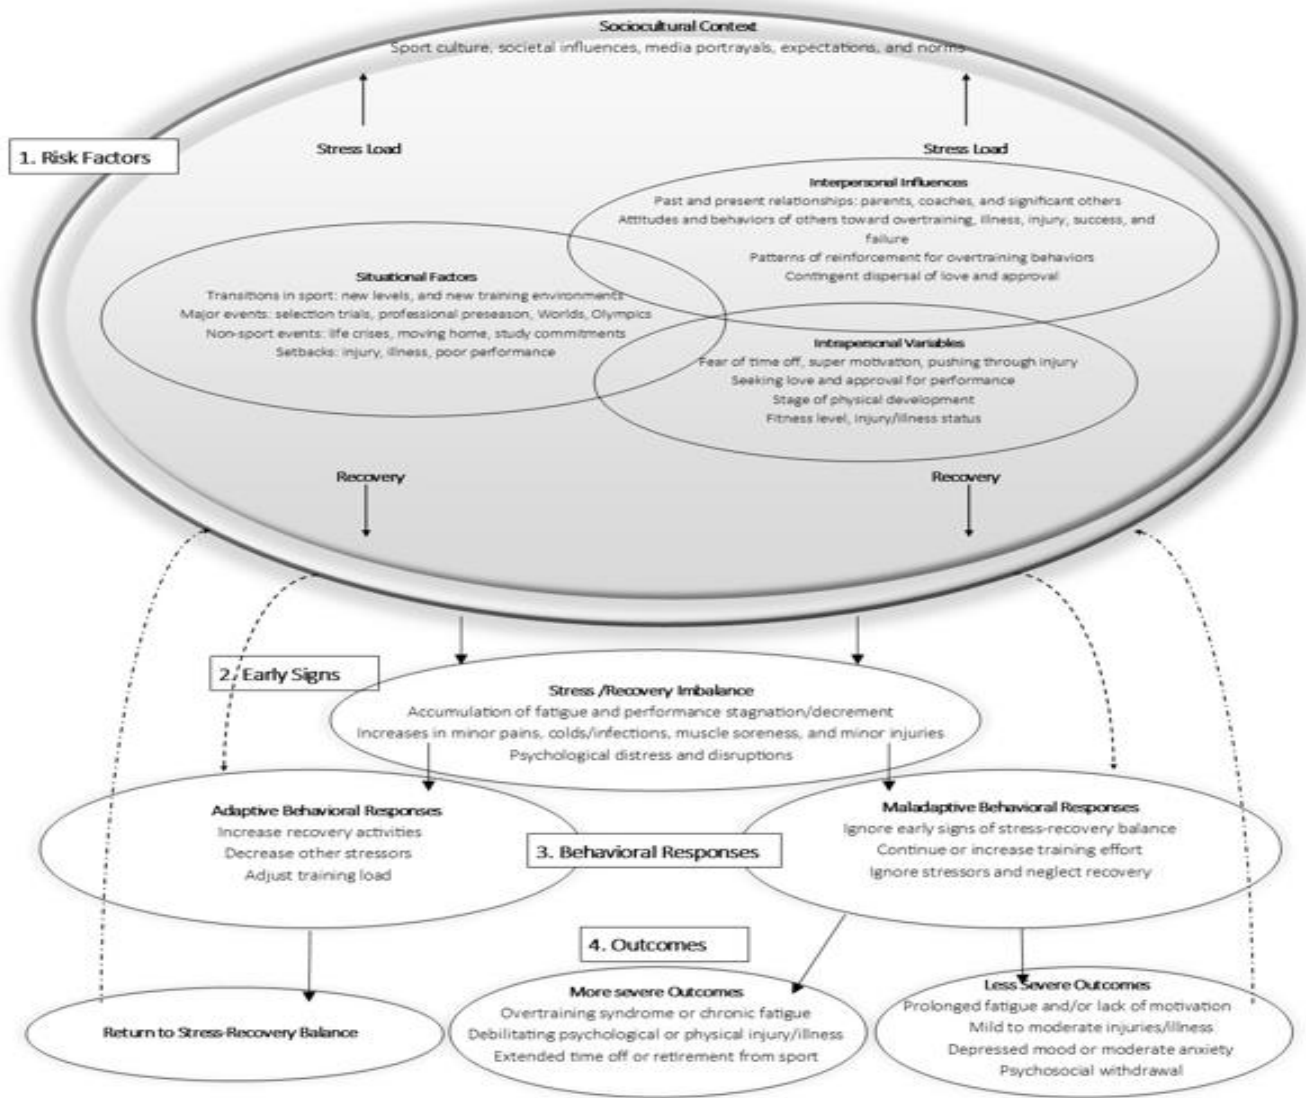 Sociocultural Context
Sport culture, societal influences, media portrayals, expectations, and norms
1. Risk Factors
Stress Load
Stress Load
Interpersonal Influences
Past and present relationships: parents, coaches, and significant others
Attitudes and behaviors of others toward overtraining, illness, injury, success, and
failure
Patterns of reinforcement for overtraining behaviors
Contingent dispersal of love and approval
Situational Factors
Transitions in sport: new levels, and new training environments
Major events: selection trials, professional preseason, Worlds, Olympics
Non-sport events: life crises, moving home, study commitments
Setbacks: injury, illness, poor performance
Intrapersonal Variables
Fear of time off, super motivation, pushing through injury
Seeking love and approval for performance
Stage of physical development
Fitness level, injury/illness status
Recovery
Recovery
2. Early Signs
Stress /Recovery Imbalance
Accumulation of fatigue and performance stagnation/decrement
Increases in minor pains, colds/infections, muscle soreness, and minor injuries
Psychological distress and disruptions
Adaptive Behavioral Responses
Increase recovery activities
Decrease other stressors
Adjust training load
3. Behavioral Responses
Maladaptive Behavioral Responses
Ignore early signs of stress-recovery balance
Continue or increase training effort
Ignore stressors and neglect recovery
4. Outcomes
Return to Stress-Recovery Balance
More severe Outcomes
Overtraining syndrome or chronic fatigue
Debilitating psychological or physical injury/illness
Extended time off or retirement from sport
Less Severe Outcomes
Prolonged fatigue and/or lack of motivation
Mild to moderate injuries/illness
Depressed mood or moderate anxiety
Psychosocial withdrawal